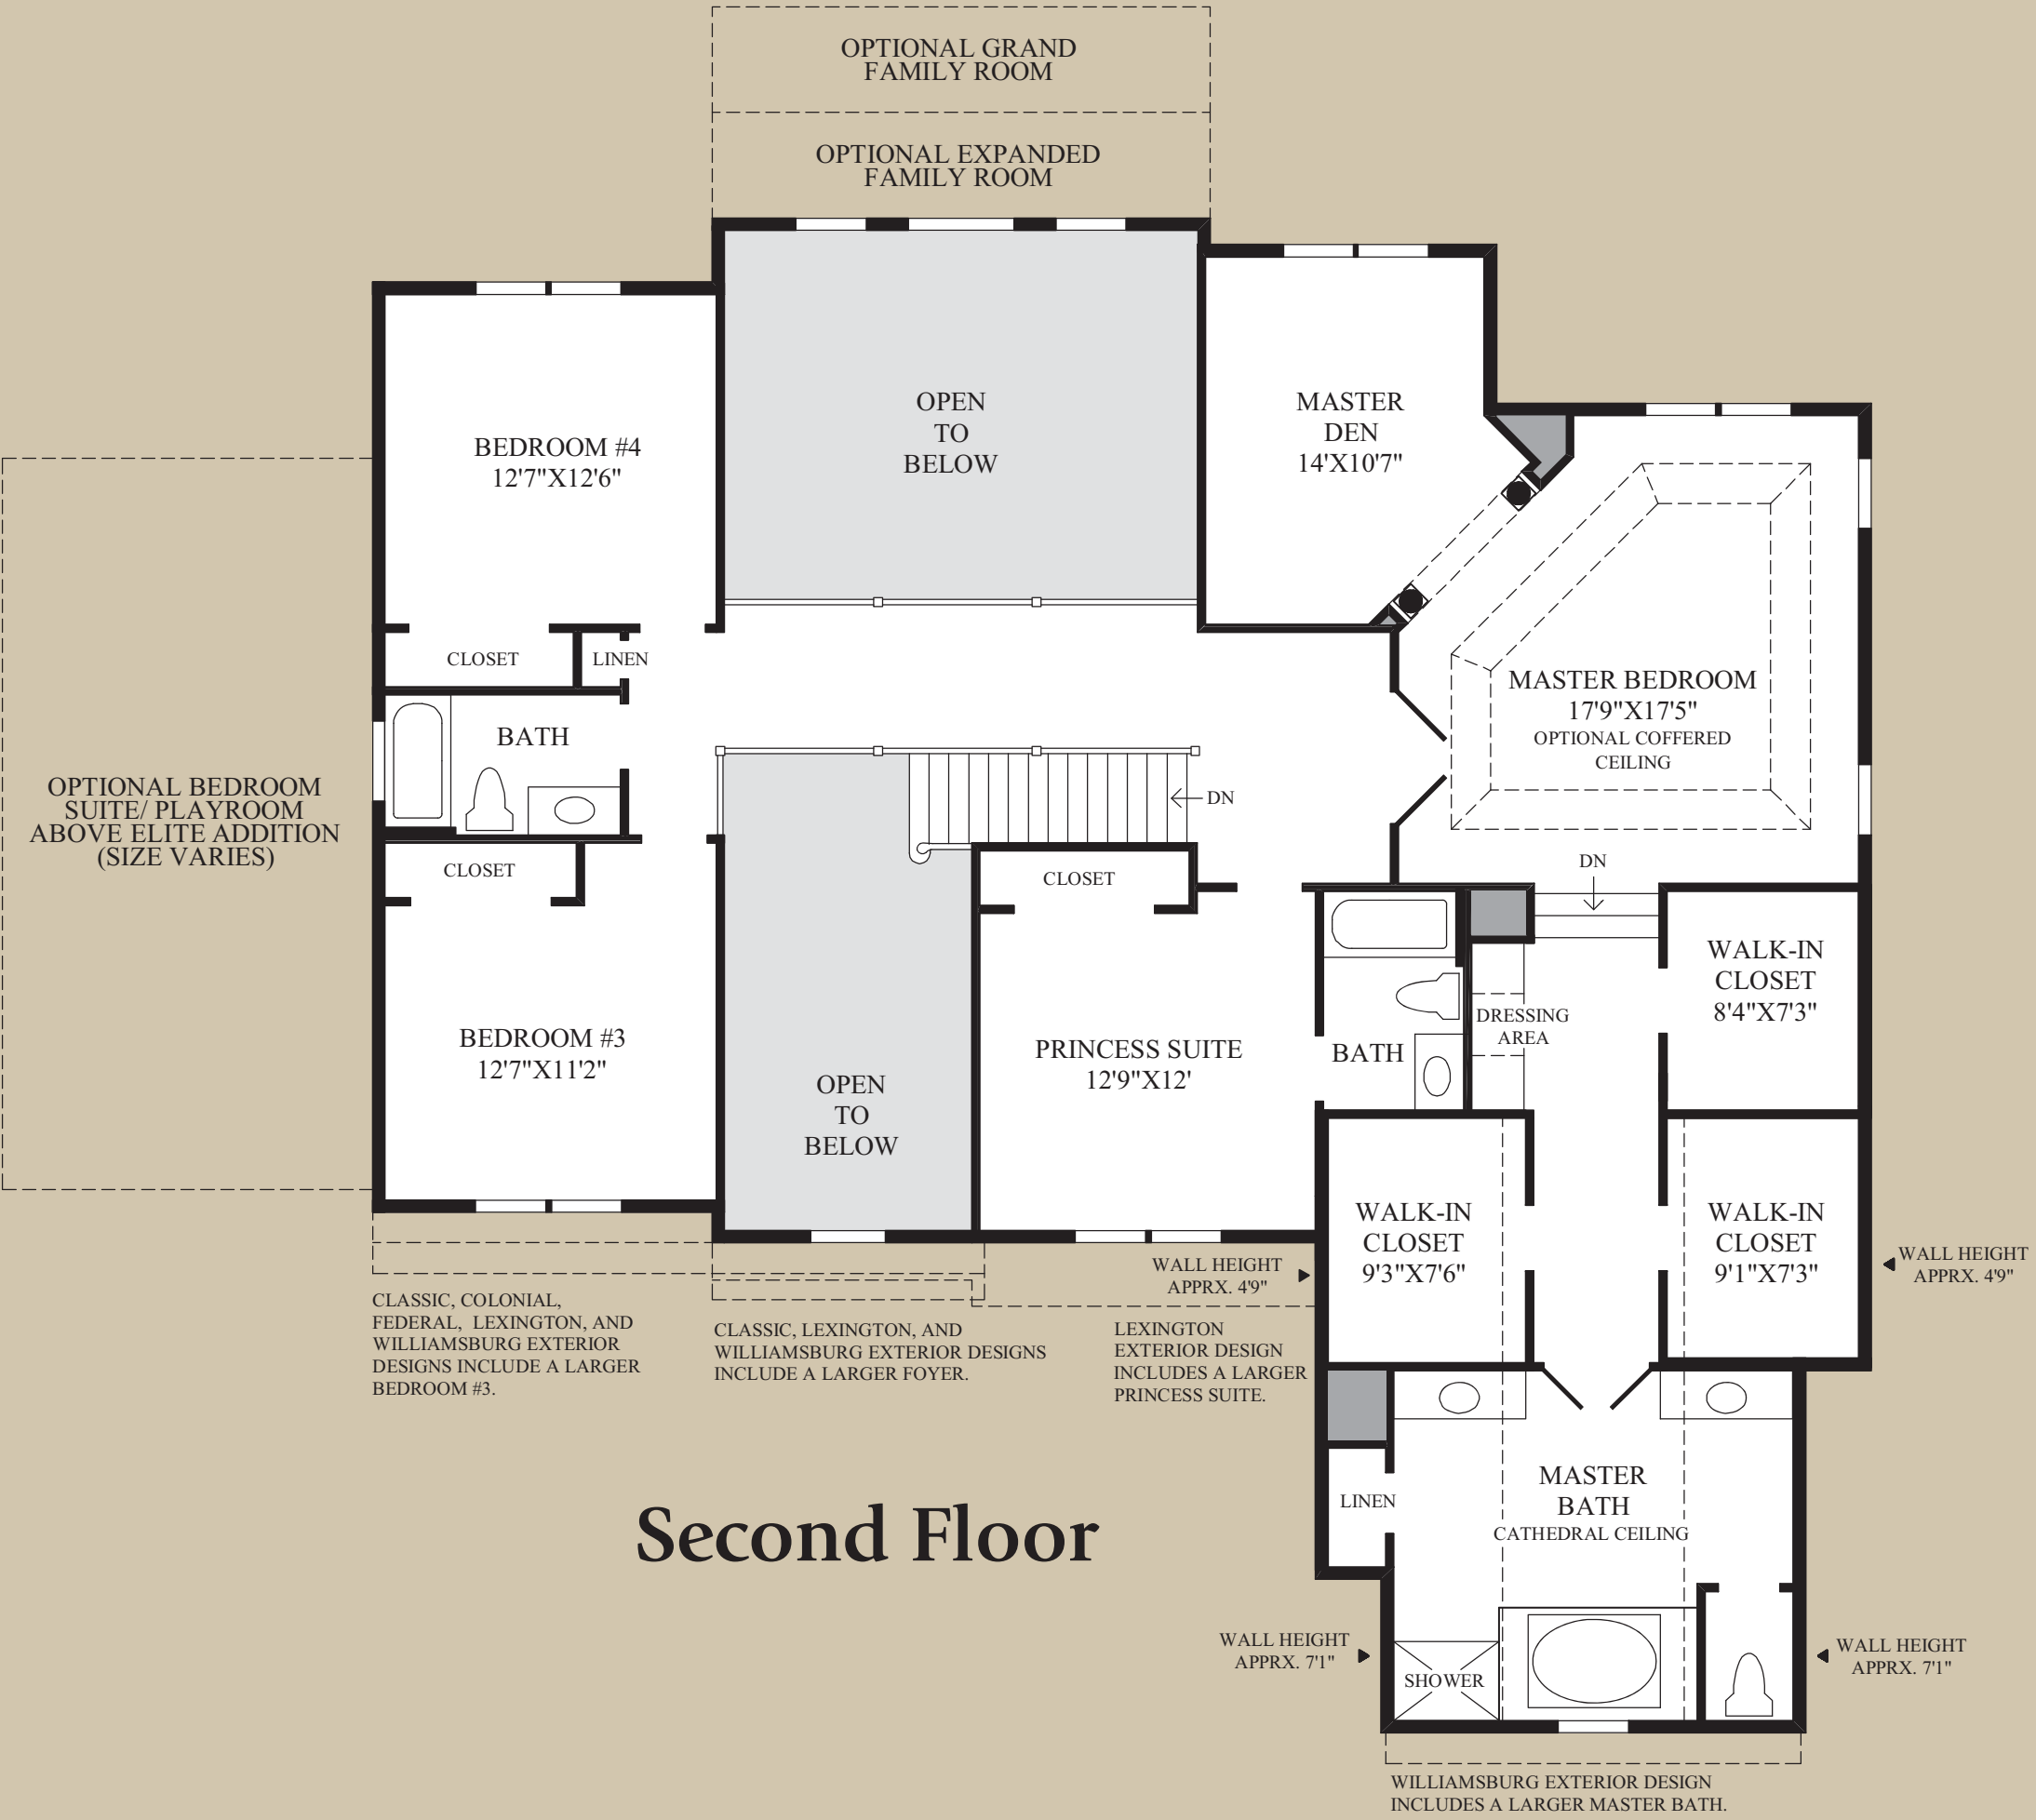 OPTIONAL GRAND
FAMILY ROOM
OPTIONAL EXPANDED
FAMILY ROOM
OPEN
TO
BELOW
MASTER
DEN
14'X10'7"
BEDROOM #4
12'7"X12'6"
CLOSET
LINEN
BATH
MASTER BEDROOM
17'9"X17'5"
OPTIONAL COFFERED
CEILING
OPTIONAL BEDROOM
SUITE/ PLAYROOM
ABOVE ELITE ADDITION
(SIZE VARIES)
DN
CLOSET
CLOSET
DN
WALK-IN
CLOSET
8'4"X7'3"
DRESSING
AREA
BEDROOM #3
12'7"X11'2"
PRINCESS SUITE
12'9"X12'
BATH
OPEN
TO
BELOW
WALK-IN
CLOSET
9'3"X7'6"
WALK-IN
CLOSET
9'1"X7'3"
WALL HEIGHT
APPRX. 4'9"
WALL HEIGHT
APPRX. 4'9"
CLASSIC, COLONIAL,
FEDERAL, LEXINGTON, AND
WILLIAMSBURG EXTERIOR
DESIGNS INCLUDE A LARGER
BEDROOM #3.
CLASSIC, LEXINGTON, AND
WILLIAMSBURG EXTERIOR DESIGNS
INCLUDE A LARGER FOYER.
LEXINGTON
EXTERIOR DESIGN
INCLUDES A LARGER
PRINCESS SUITE.
MASTER
BATH
CATHEDRAL CEILING
LINEN
Second Floor
WALL HEIGHT
APPRX. 7'1"
SHOWER
WALL HEIGHT
APPRX. 7'1"
WILLIAMSBURG EXTERIOR DESIGN
INCLUDES A LARGER MASTER BATH.